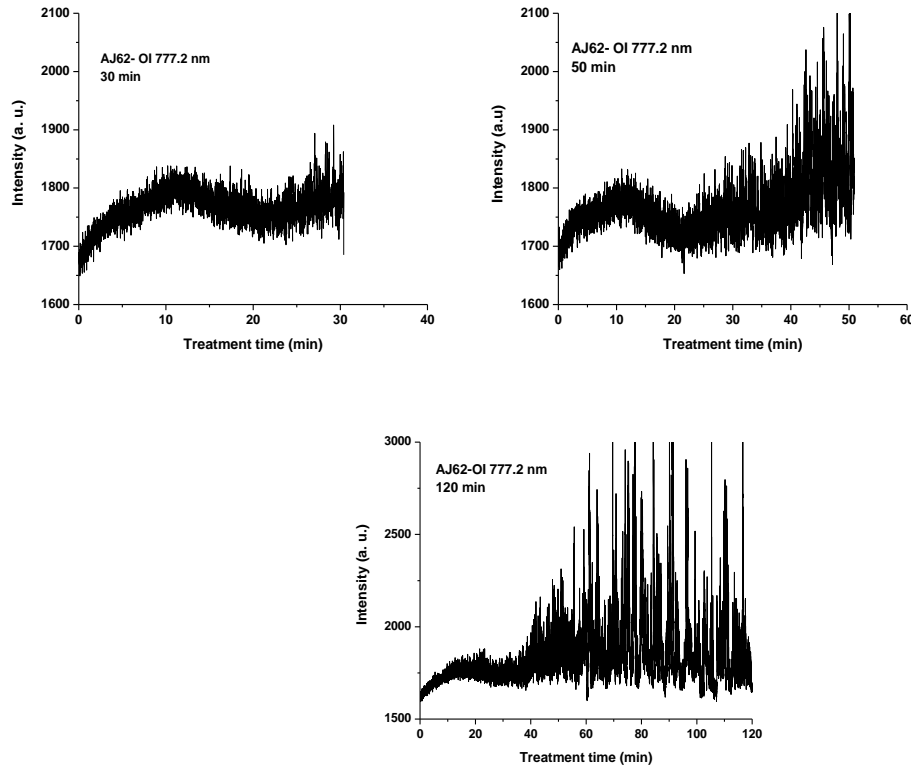 2100
2000
1900
1800
1700
1600
Intensity (a. u.)
AJ62- OI 777.2 nm
30 min
0 10 20 30 40
Treatment time (min)
2100
2000
1900
1800
1700
1600
Intensity (a.u)
AJ62- OI 777.2 nm
50 min
0 10 20 30 40 50 60
Treatment time (min)
3000
2500
2000
1500
Intensity (a. u.)
AJ62-OI 777.2 nm
120 min
0 20 40 60 80 100 120
Treatment time (min)